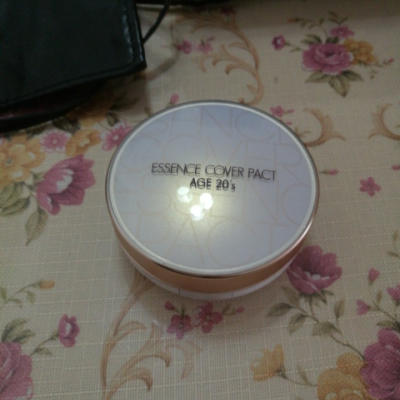 ESSENCE COVER PACT
AGE 20's